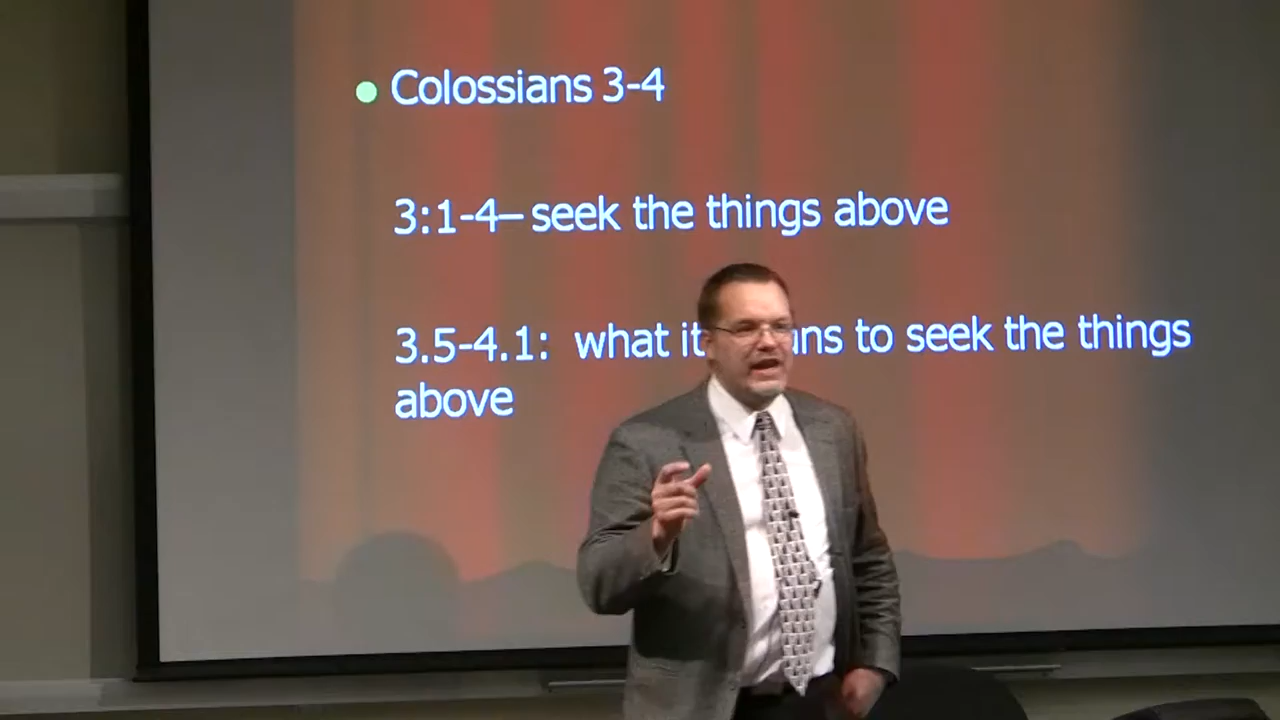 Colossians 3-4
3:1-4– seek the things above
3.5-4.1: what it to seek the things
above